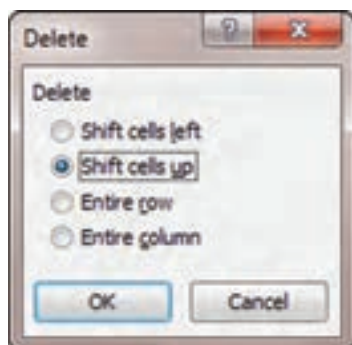 Delete
Delete
Shift cells left
Shift cells up
Entire row
Entire column
OK Cancel